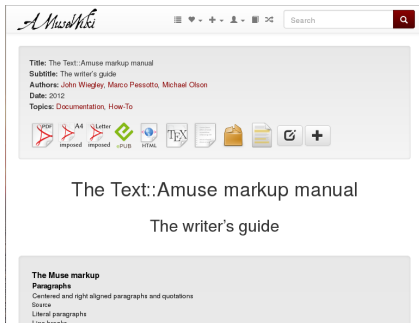 A MuseWiki
Search
Title: The Text::Amuse markup manual
Subtitle: The writer's guide
Authors: John Wiegley, Marco Pessotto, Michael Olson
Date: 2012
Topics: Documentation, How-To
PDF A4 Letter
imposed imposed EPUB HTML TEX
The Text::Amuse markup manual
The writer's guide
The Muse markup
Paragraphs
Centered and right aligned paragraphs and quotations
Source
Literal paragraphs
Line breaks